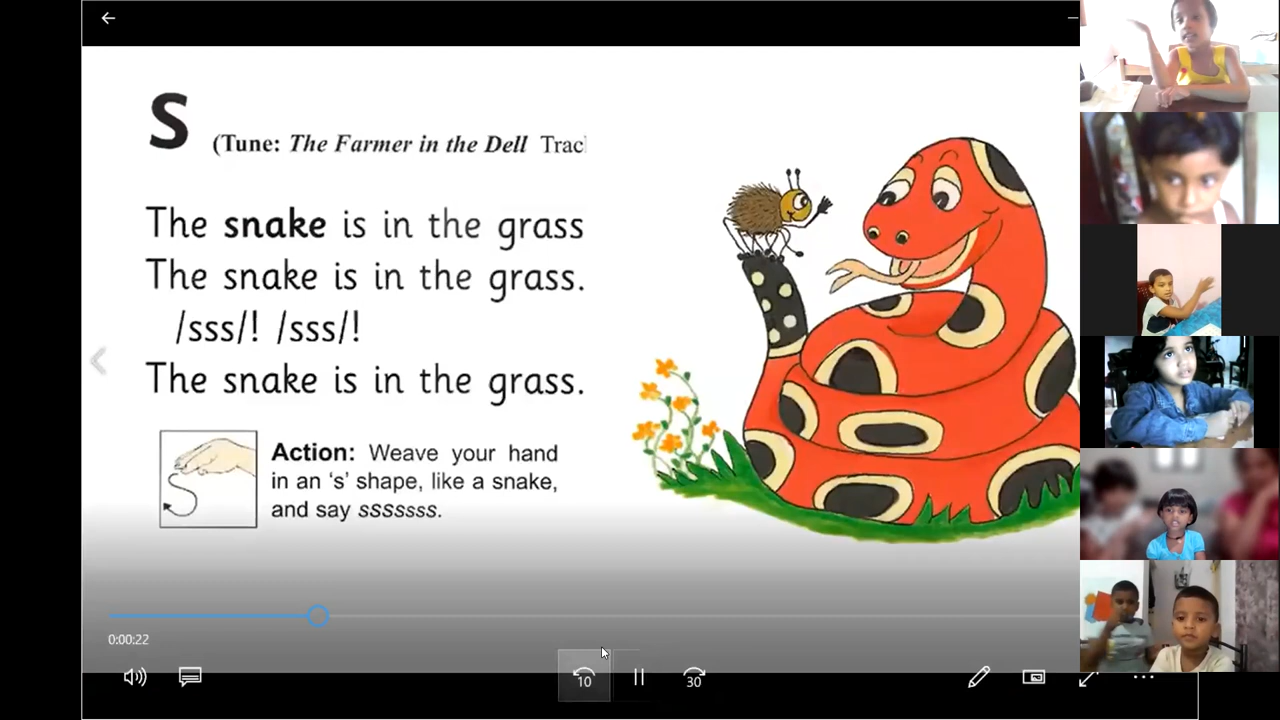 s
(Tune: The Farmer in the Dell
The snake is in the grass
The snake is in the grass.
/sss/! /sss/!
The snake is in the grass.
Action: Weave your hand
in an ‘s’ shape, like a snake,
and say sssssss.
0:00:22
10
30